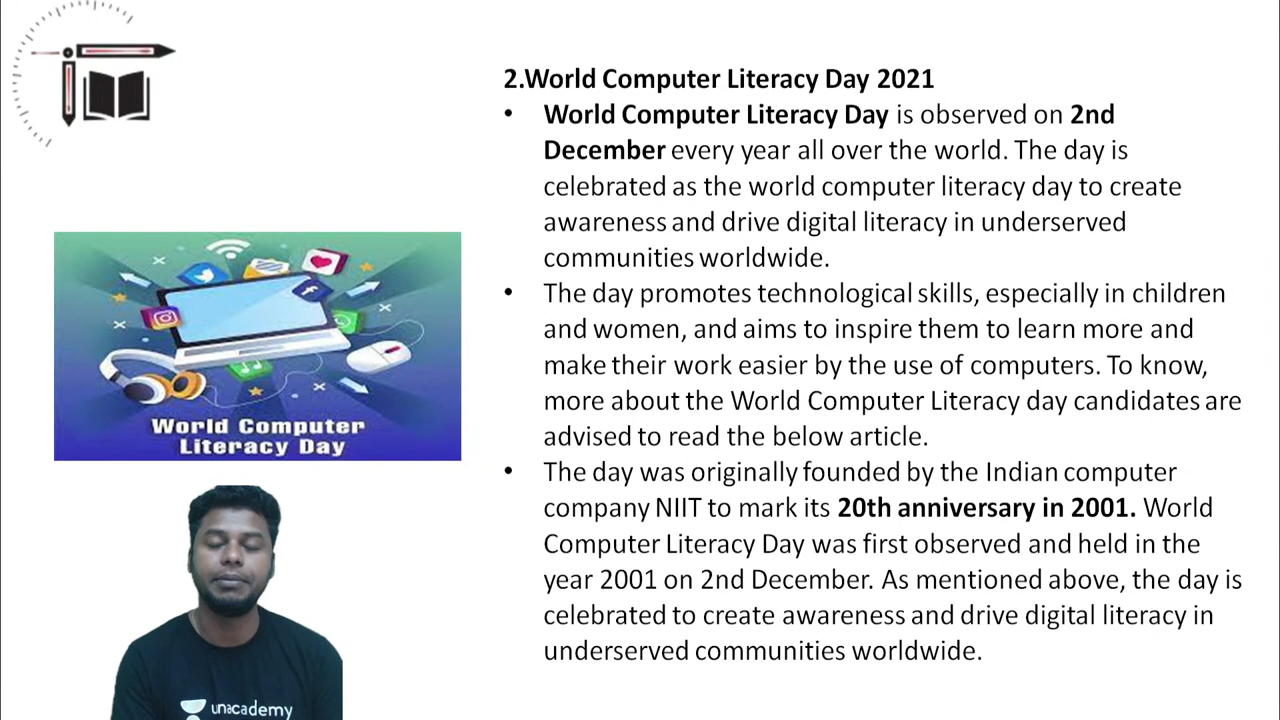 2.World Computer Literacy Day 2021
• World Computer Literacy Day is observed on 2nd
December every year all over the world. The day is
celebrated as the world computer literacy day to create
awareness and drive digital literacy in underserved
communities worldwide.
• The day promotes technological skills, especially in children
and women, and aims to inspire them to learn more and
make their work easier by the use of computers. To know,
more about the World Computer Literacy day candidates are
advised to read the below article.
• The day was originally founded by the Indian computer
company NIIT to mark its 20th anniversary in 2001. World
Computer Literacy Day was first observed and held in the
year 2001 on 2nd December. As mentioned above, the day is
celebrated to create awareness and drive digital literacy in
underserved communities worldwide.
World Computer
Literacy Day
unacademy